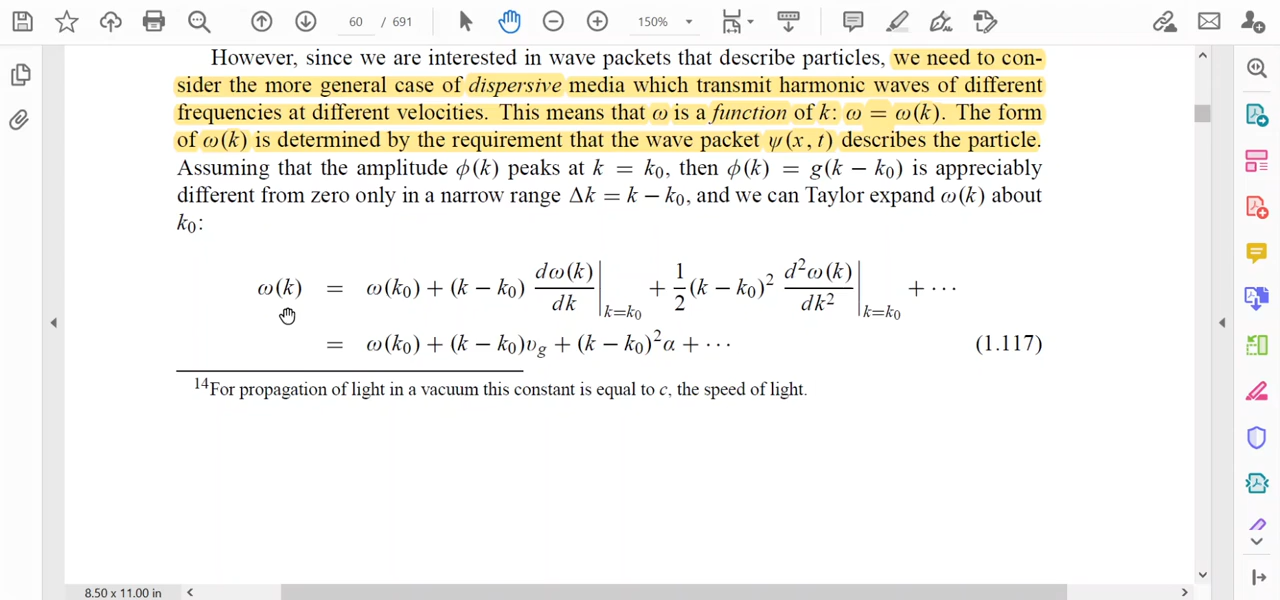 60 / 691
150%
However, since we are interested in wave packets that describe particles, we need to con-
sider the more general case of dispersive media which transmit harmonic waves of different
frequencies at different velocities. This means that ω is a function of k: ω = ω(k). The form
of ω(k) is determined by the requirement that the wave packet ψ(x, t) describes the particle.
Assuming that the amplitude ϕ(k) peaks at k = k₀, then ϕ(k) = g(k − k₀) is appreciably
different from zero only in a narrow range Δk = k − k₀, and we can Taylor expand ω(k) about
k₀:
ω(k) = ω(k₀) + (k − k₀) dω(k)/dk |k=k₀ + 1/2 (k − k₀)² d²ω(k)/dk² |k=k₀ + ···
= ω(k₀) + (k − k₀)υg + (k − k₀)²α + ··· (1.117)
¹⁴For propagation of light in a vacuum this constant is equal to c, the speed of light.
8.50 x 11.00 in